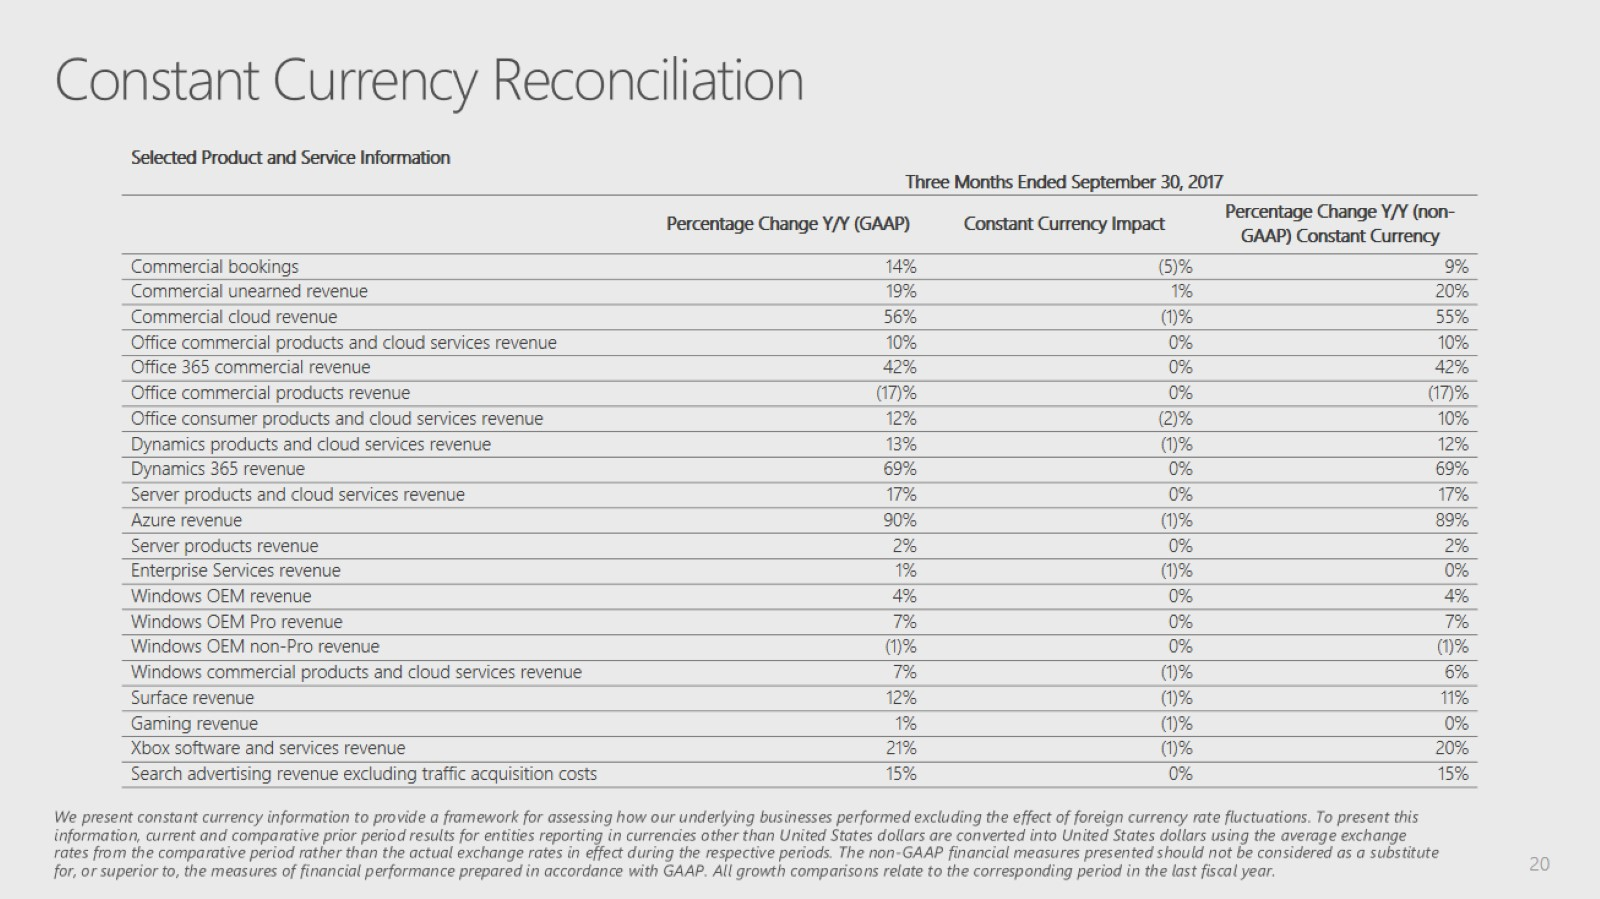 Constant Currency Reconciliation
Selected Product and Service Information
Three Months Ended September 30, 2017
Percentage Change Y/Y (GAAP) Constant Currency Impact Percentage Change Y/Y (non-
GAAP) Constant Currency
Commercial bookings 14% (5)% 9%
Commercial unearned revenue 19% 1% 20%
Commercial cloud revenue 56% (1)% 55%
Office commercial products and cloud services revenue 10% 0% 10%
Office 365 commercial revenue 42% 0% 42%
Office commercial products revenue (17)% 0% (17)%
Office consumer products and cloud services revenue 12% (2)% 10%
Dynamics products and cloud services revenue 13% (1)% 12%
Dynamics 365 revenue 69% 0% 69%
Server products and cloud services revenue 17% 0% 17%
Azure revenue 90% (1)% 89%
Server products revenue 2% 0% 2%
Enterprise Services revenue 1% (1)% 0%
Windows OEM revenue 4% 0% 4%
Windows OEM Pro revenue 7% 0% 7%
Windows OEM non-Pro revenue (1)% 0% (1)%
Windows commercial products and cloud services revenue 7% (1)% 6%
Surface revenue 12% (1)% 11%
Gaming revenue 1% (1)% 0%
Xbox software and services revenue 21% (1)% 20%
Search advertising revenue excluding traffic acquisition costs 15% 0% 15%
We present constant currency information to provide a framework for assessing how our underlying businesses performed excluding the effect of foreign currency rate fluctuations. To present this
information, current and comparative prior period results for entities reporting in currencies other than United States dollars are converted into United States dollars using the average exchange
rates from the comparative period rather than the actual exchange rates in effect during the respective periods. The non-GAAP financial measures presented should not be considered as a substitute
for, or superior to, the measures of financial performance prepared in accordance with GAAP. All growth comparisons relate to the corresponding period in the last fiscal year.
20